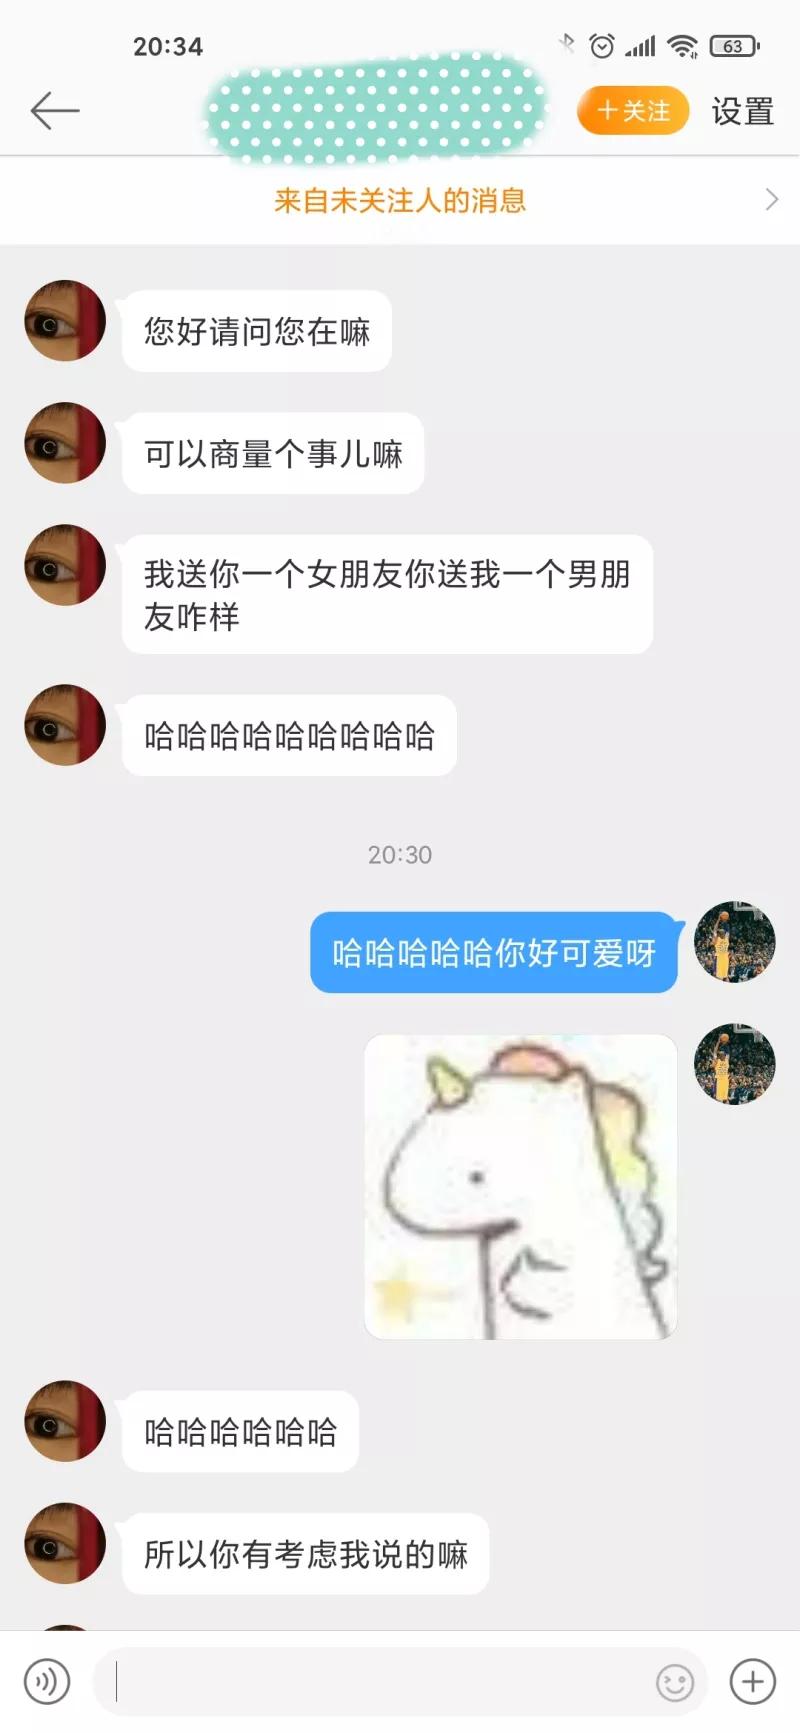 20:34
63
+关注
设置
来自未关注人的消息
您好请问您在嘛
可以商量个事儿嘛
我送你一个女朋友你送我一个男朋
友咋样
哈哈哈哈哈哈哈哈哈
20:30
哈哈哈哈哈你好可爱呀
哈哈哈哈哈哈
所以你有考虑我说的嘛